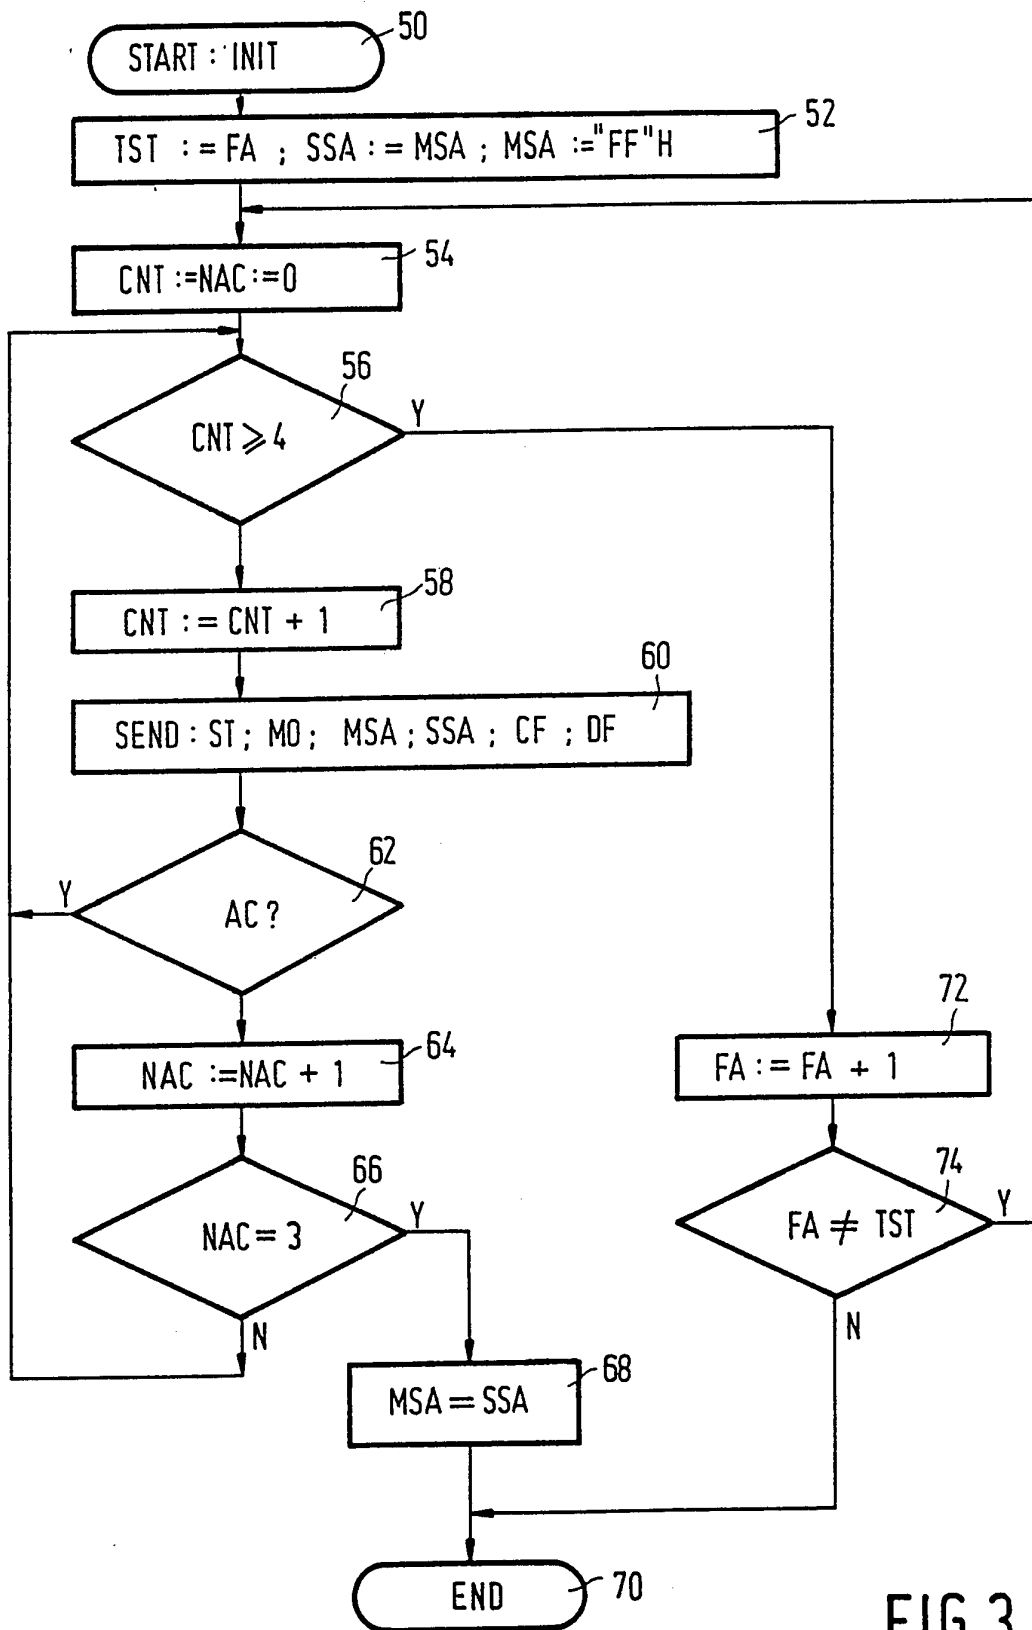 START : INIT
50
TST := FA ; SSA := MSA ; MSA := "FF"H
52
CNT :=NAC:=0
54
CNT ⩾ 4
56
Y
CNT := CNT + 1
58
SEND : ST; MO; MSA ; SSA ; CF ; DF
60
AC ?
62
Y
NAC :=NAC + 1
64
FA := FA + 1
72
NAC = 3
66
Y
N
FA ≠ TST
74
Y
N
MSA = SSA
68
END
70
FIG.3